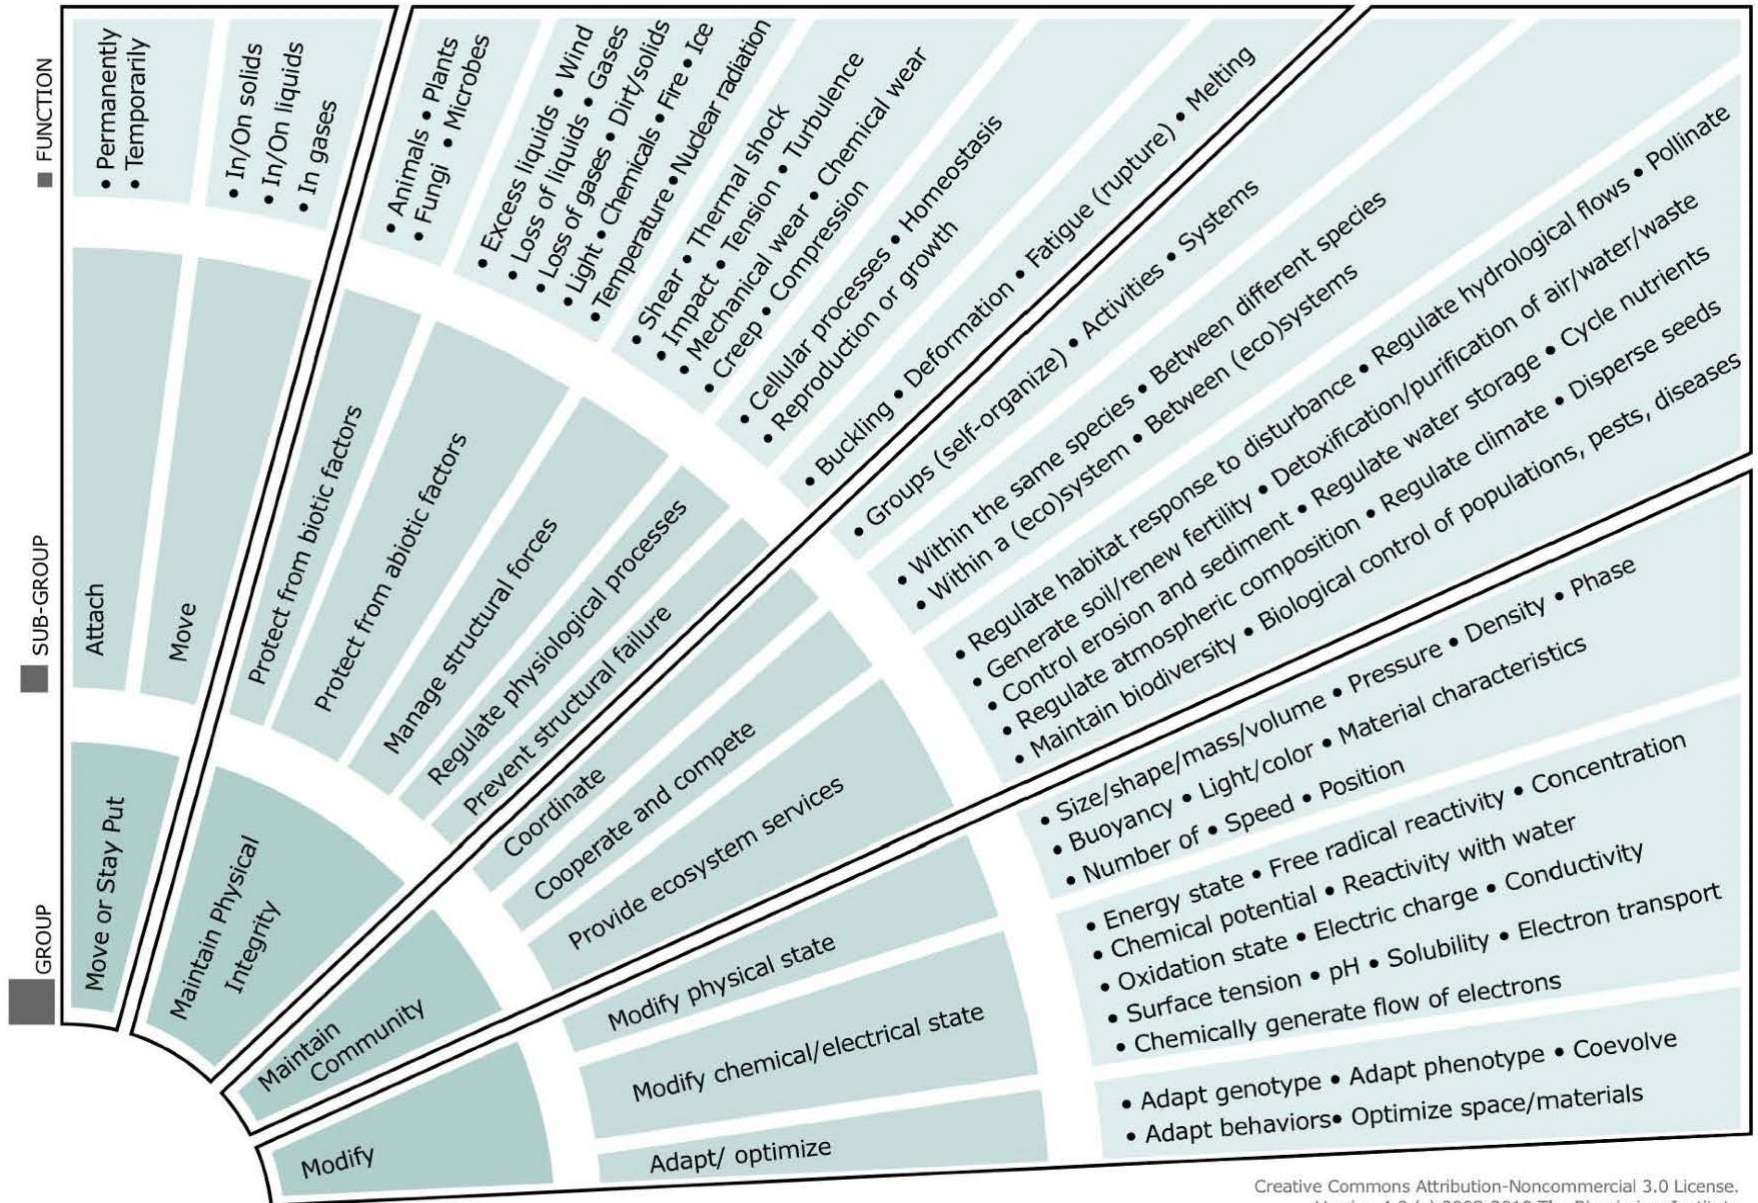 FUNCTION
SUB-GROUP
GROUP
• Permanently
• Temporarily
• In/On solids
• In/On liquids
• In gases
Attach
Move
Move or Stay Put
• Animals • Plants
• Fungi • Microbes
• Excess liquids • Wind
• Loss of liquids • Gases
• Loss of gases • Dirt/solids
• Light • Chemicals • Fire • Ice
• Temperature • Nuclear radiation
• Shear • Thermal shock
• Impact • Tension • Turbulence
• Mechanical wear • Chemical wear
• Creep • Compression
• Cellular processes • Homeostasis
• Reproduction or growth
• Buckling • Deformation • Fatigue (rupture) • Melting
Protect from biotic factors
Protect from abiotic factors
Manage structural forces
Regulate physiological processes
Prevent structural failure
Maintain Physical
Integrity
• Groups (self-organize) • Activities • Systems
• Within the same species • Between different species
• Within a (eco)system • Between (eco)systems
• Regulate habitat response to disturbance • Regulate hydrological flows • Pollinate
• Generate soil/renew fertility • Detoxification/purification of air/water/waste
• Control erosion and sediment • Regulate water storage • Cycle nutrients
• Regulate atmospheric composition • Regulate climate • Disperse seeds
• Maintain biodiversity • Biological control of populations, pests, diseases
Coordinate
Cooperate and compete
Provide ecosystem services
Maintain
Community
• Size/shape/mass/volume • Pressure • Density • Phase
• Buoyancy • Light/color • Material characteristics
• Number of • Speed • Position
• Energy state • Free radical reactivity • Concentration
• Chemical potential • Reactivity with water
• Oxidation state • Electric charge • Conductivity
• Surface tension • pH • Solubility • Electron transport
• Chemically generate flow of electrons
• Adapt genotype • Adapt phenotype • Coevolve
• Adapt behaviors• Optimize space/materials
Modify physical state
Modify chemical/electrical state
Adapt/ optimize
Modify
Creative Commons Attribution-Noncommercial 3.0 License.